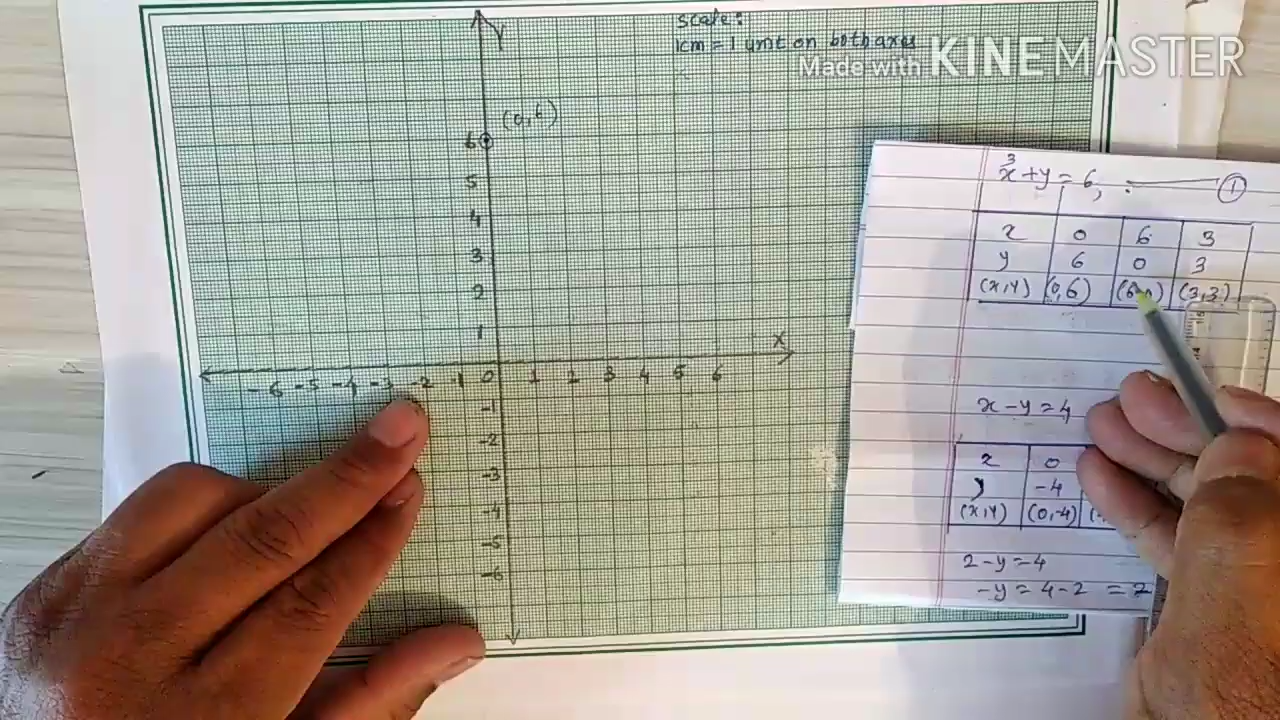 Scale:
1cm = 1 unit on both axes
Made with KINEMASTER
Y
(0,6)
6
5
4
3
2
1
X
-6 -5 -4 -3 -2 -1 0 1 2 3 4 5 6
-1
-2
-3
-4
-5
-6
3
x+y=6, ①
x 0 6 3
y 6 0 3
(x,y) (0,6) (3,3)
x-y=4
x 0
y -4
(x,y) (0,-4)
2-y=4
-y=4-2 =2